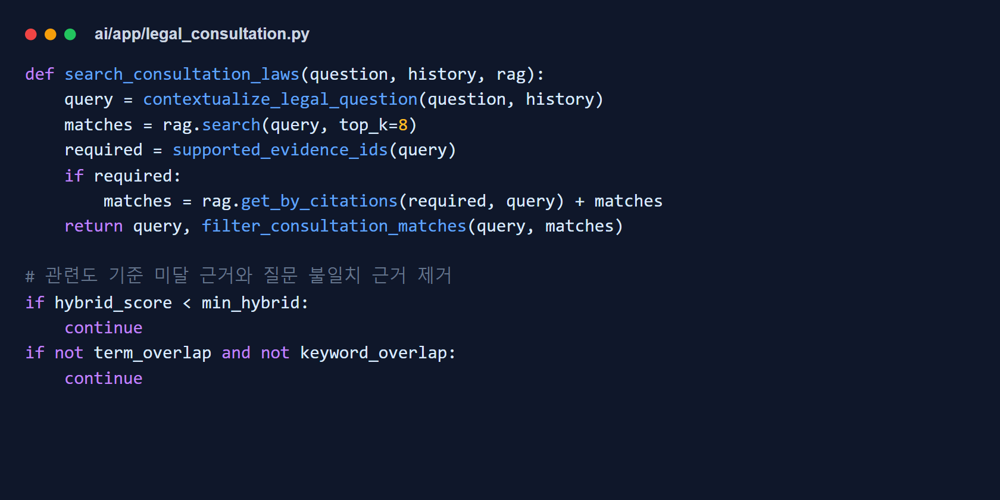 ai/app/legal_consultation.py
def search_consultation_laws(question, history, rag):
    query = contextualize_legal_question(question, history)
    matches = rag.search(query, top_k=8)
    required = supported_evidence_ids(query)
    if required:
        matches = rag.get_by_citations(required, query) + matches
    return query, filter_consultation_matches(query, matches)
# 관련도 기준 미달 근거와 질문 불일치 근거 제거
if hybrid_score < min_hybrid:
    continue
if not term_overlap and not keyword_overlap:
    continue